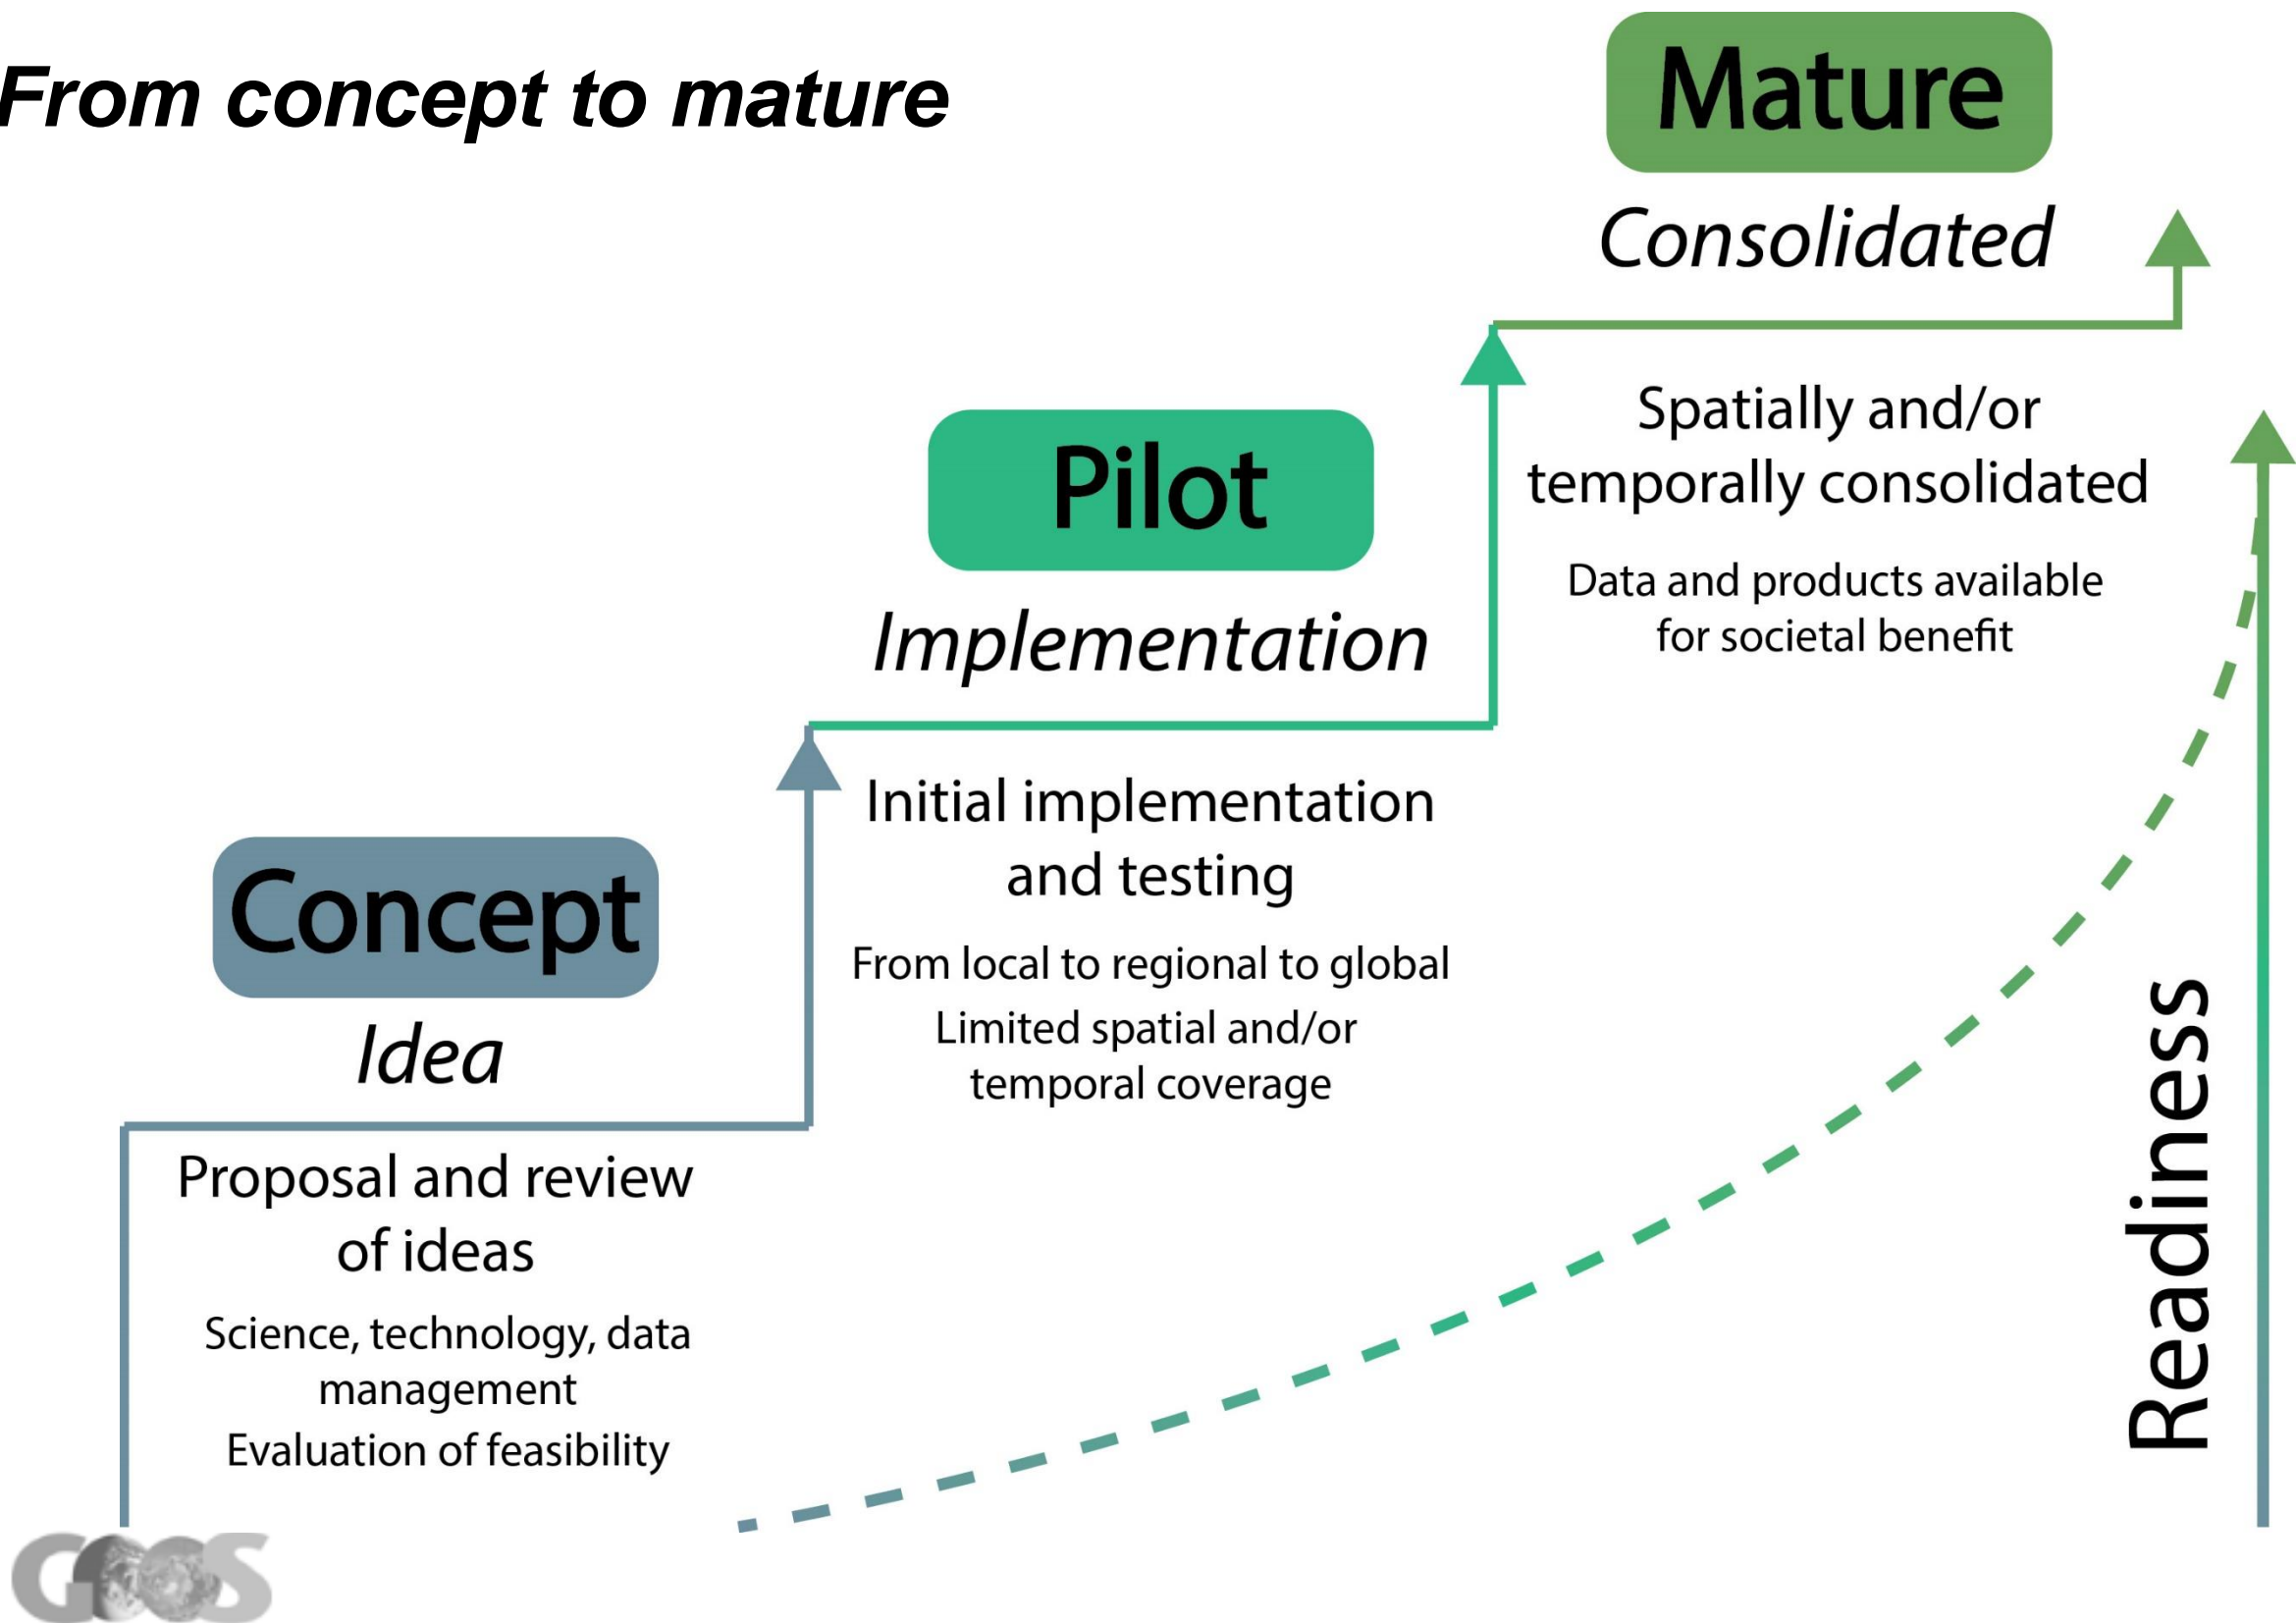 From concept to mature
Mature
Consolidated
Spatially and/or
temporally consolidated
Data and products available
for societal benefit
Pilot
Implementation
Initial implementation
and testing
From local to regional to global
Limited spatial and/or
temporal coverage
Concept
Idea
Proposal and review
of ideas
Science, technology, data
management
Evaluation of feasibility
Readiness
GOOS